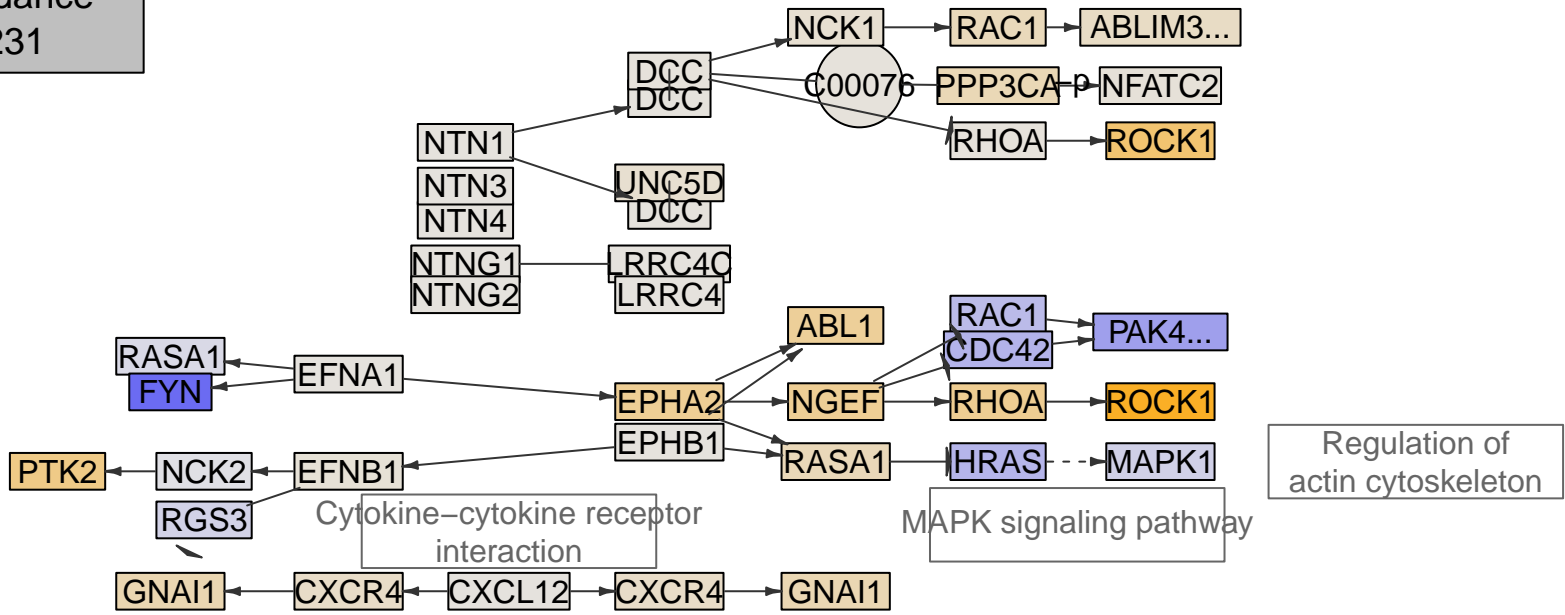 231
NCK1
RAC1
ABLIM3...
DCC
DCC
C00076
PPP3CA
-p
NFATC2
NTN1
RHOA
ROCK1
NTN3
NTN4
UNC5D
DCC
NTNG1
LRRC4C
NTNG2
LRRC4
RAC1
PAK4...
ABL1
CDC42
RASA1
EFNA1
FYN
EPHA2
NGEF
RHOA
ROCK1
EPHB1
Regulation of
actin cytoskeleton
PTK2
NCK2
EFNB1
RASA1
HRAS
MAPK1
RGS3
Cytokine−cytokine receptor
interaction
MAPK signaling pathway
GNAI1
CXCR4
CXCL12
CXCR4
GNAI1